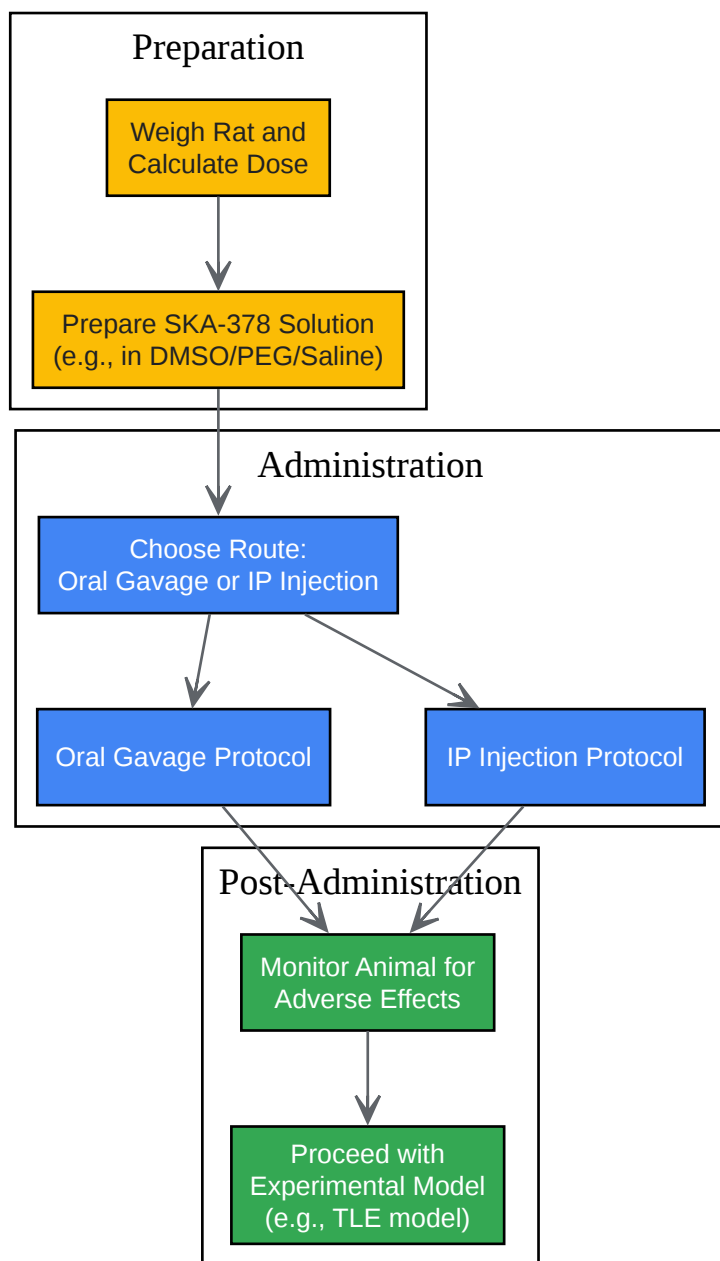 Preparation
Weigh Rat and
Calculate Dose
Prepare SKA-378 Solution
(e.g., in DMSO/PEG/Saline)
Administration
Choose Route:
Oral Gavage or IP Injection
Oral Gavage Protocol
IP Injection Protocol
Post-Administration
Monitor Animal for
Adverse Effects
Proceed with
Experimental Model
(e.g., TLE model)